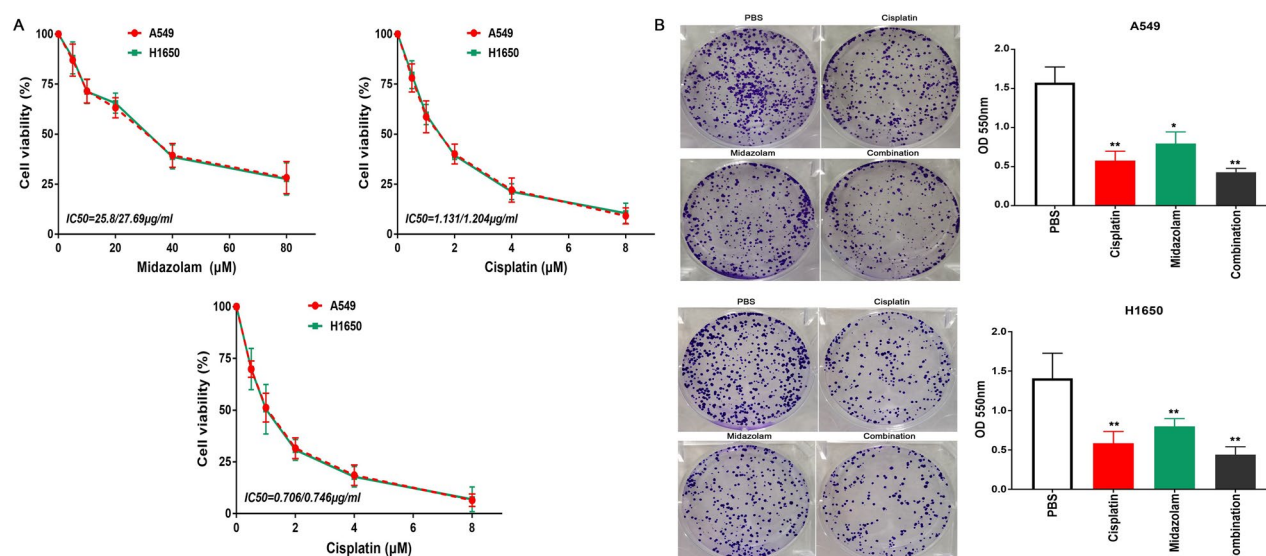 A
Cell viability (%)
100
75
50
25
0
A549
H1650
IC50=25.8/27.69μg/ml
0 20 40 60 80
Midazolam (μM)
Cell viability (%)
100
75
50
25
0
A549
H1650
IC50=1.131/1.204μg/ml
0 2 4 6 8
Cisplatin (μM)
Cell viability (%)
100
75
50
25
0
A549
H1650
IC50=0.706/0.746μg/ml
0 2 4 6 8
Cisplatin (μM)
B
PBS Cisplatin
Midazolam Combination
A549
OD 550nm
2.0
1.5
1.0
0.5
0.0
** * **
PBS Cisplatin Midazolam Combination
PBS Cisplatin
Midazolam Combination
H1650
OD 550nm
2.0
1.5
1.0
0.5
0.0
** ** **
PBS Cisplatin Midazolam ombination